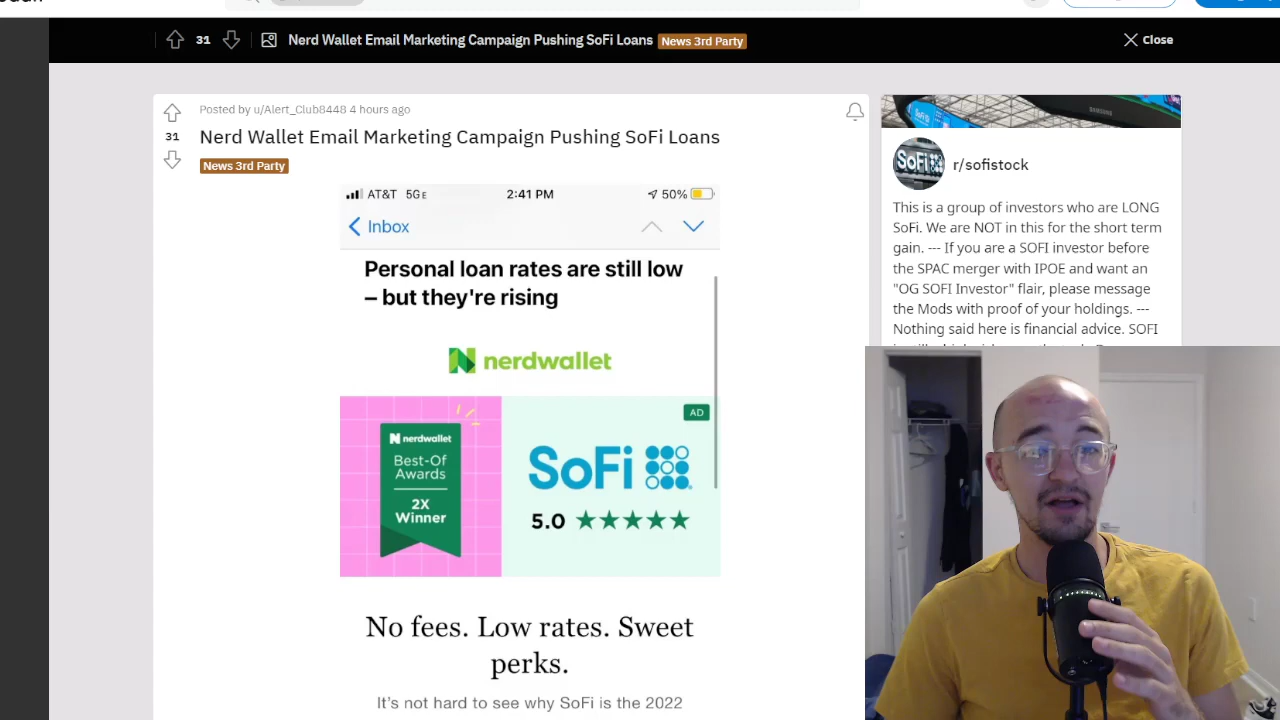 31
Nerd Wallet Email Marketing Campaign Pushing SoFi Loans
News 3rd Party
Close
Posted by u/Alert_Club8448 4 hours ago
31
Nerd Wallet Email Marketing Campaign Pushing SoFi Loans
News 3rd Party
AT&T 5GE
2:41 PM
50%
Inbox
Personal loan rates are still low
– but they're rising
nerdwallet
nerdwallet
Best-Of
Awards
2X
Winner
AD
SoFi
5.0
No fees. Low rates. Sweet
perks.
It's not hard to see why SoFi is the 2022
SAMSUNG
SoFi
r/sofistock
This is a group of investors who are LONG
SoFi. We are NOT in this for the short term
gain. --- If you are a SOFI investor before
the SPAC merger with IPOE and want an
"OG SOFI Investor" flair, please message
the Mods with proof of your holdings. ---
Nothing said here is financial advice. SOFI